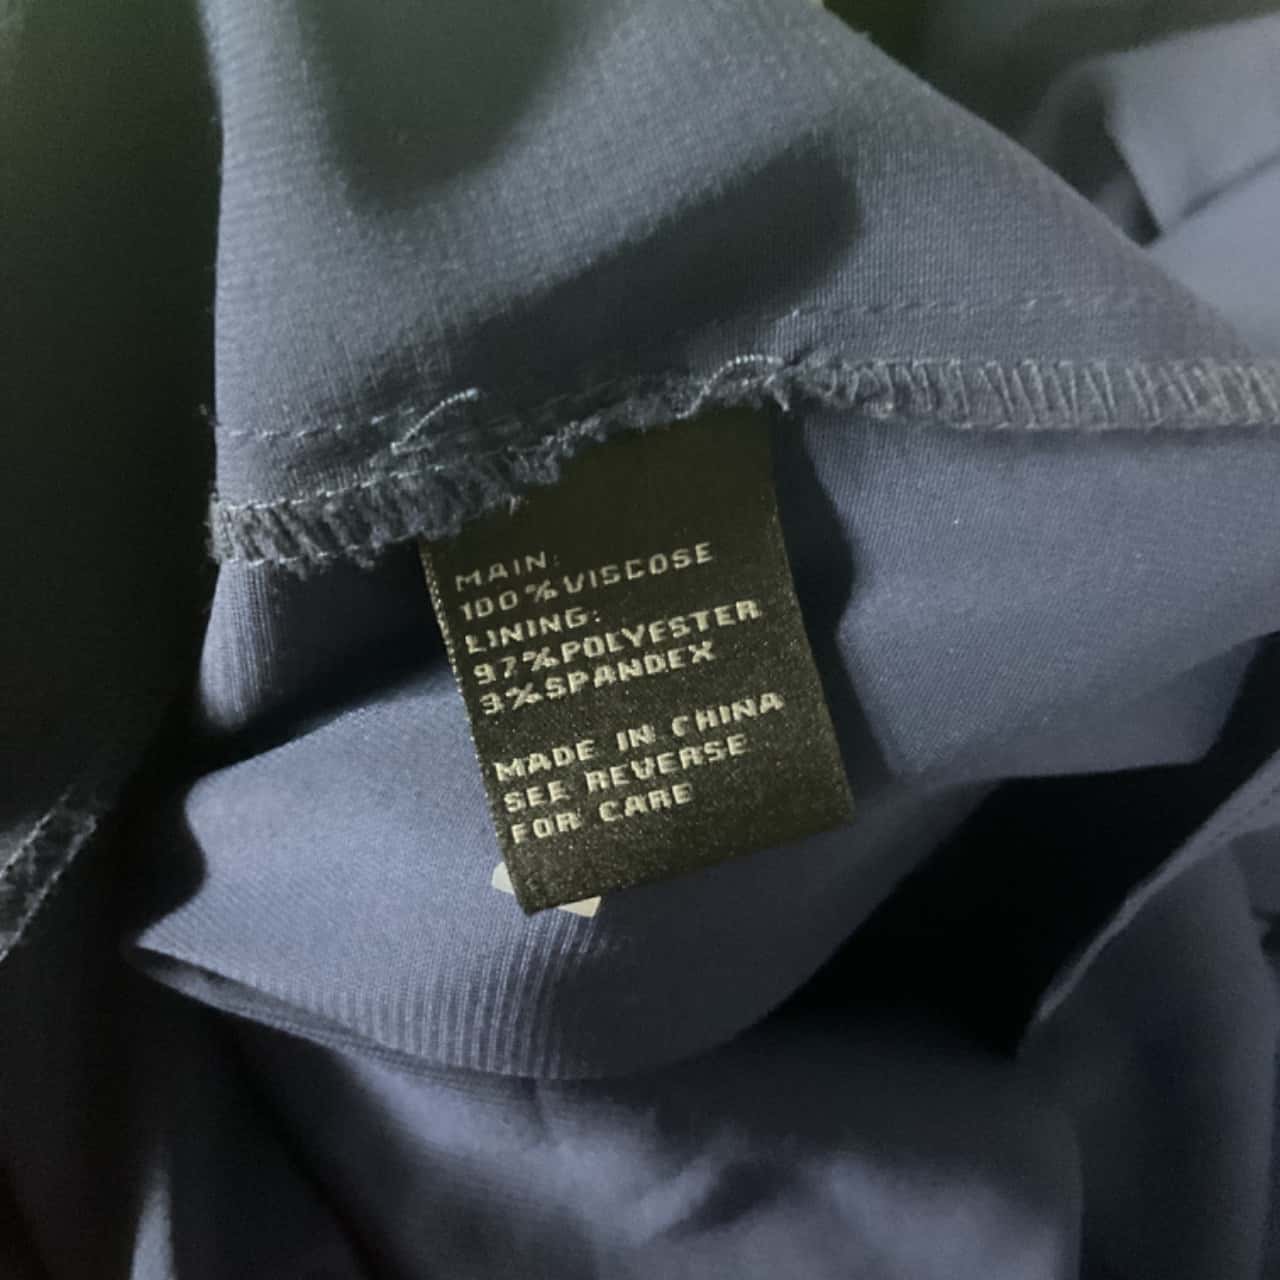 MAIN:
100%VISCOSE
LINING:
97%POLYESTER
3%SPANDEX
MADE IN CHINA
SEE REVERSE
FOR CARE